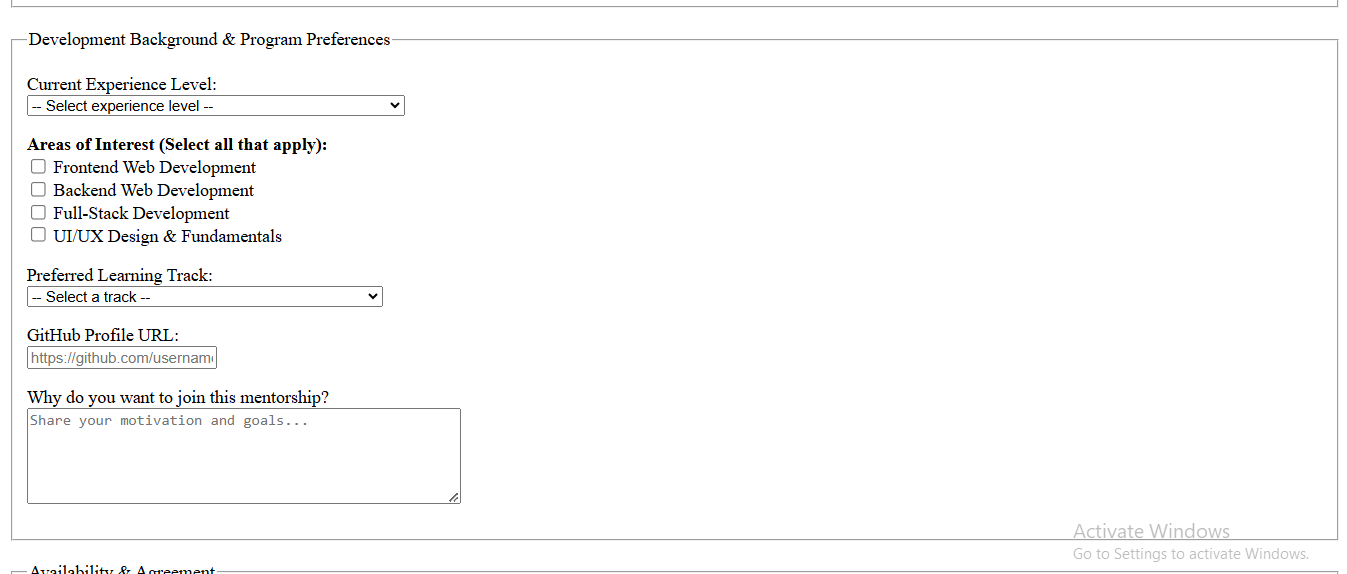 Development Background & Program Preferences
Current Experience Level:
-- Select experience level --
Areas of Interest (Select all that apply):
Frontend Web Development
Backend Web Development
Full-Stack Development
UI/UX Design & Fundamentals
Preferred Learning Track:
-- Select a track --
GitHub Profile URL:
https://github.com/usernam
Why do you want to join this mentorship?
Share your motivation and goals...
Activate Windows
Go to Settings to activate Windows.
Availability & Agreement